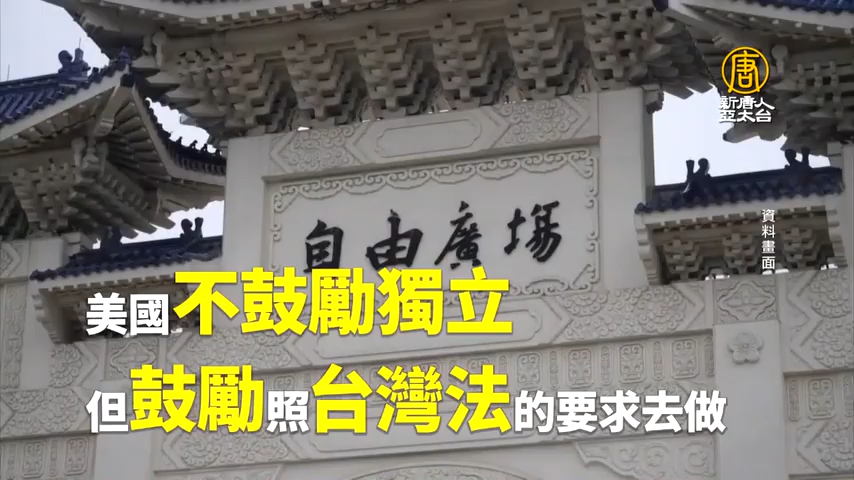 唐
新唐人
亞太台
自由廣場
資料畫面
美國不鼓勵獨立
但鼓勵照台灣法的要求去做